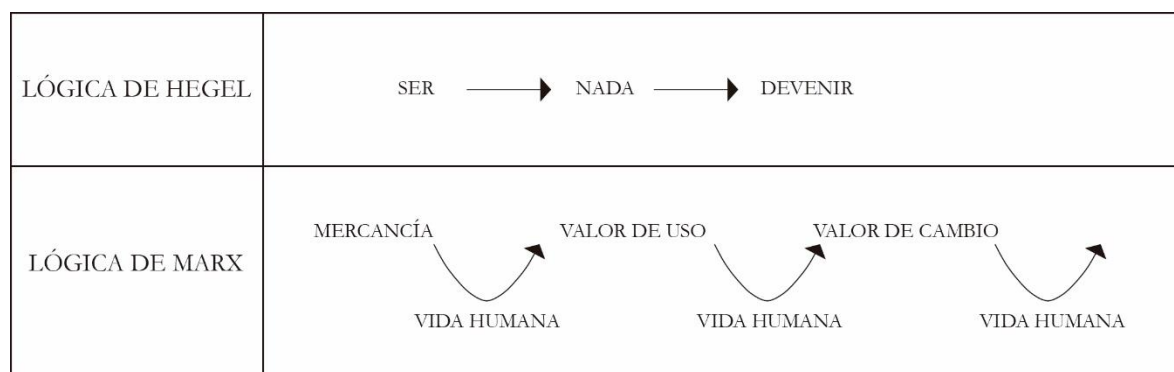 LÓGICA DE HEGEL
SER NADA DEVENIR
LÓGICA DE MARX
MERCANCÍA VALOR DE USO VALOR DE CAMBIO
VIDA HUMANA VIDA HUMANA VIDA HUMANA